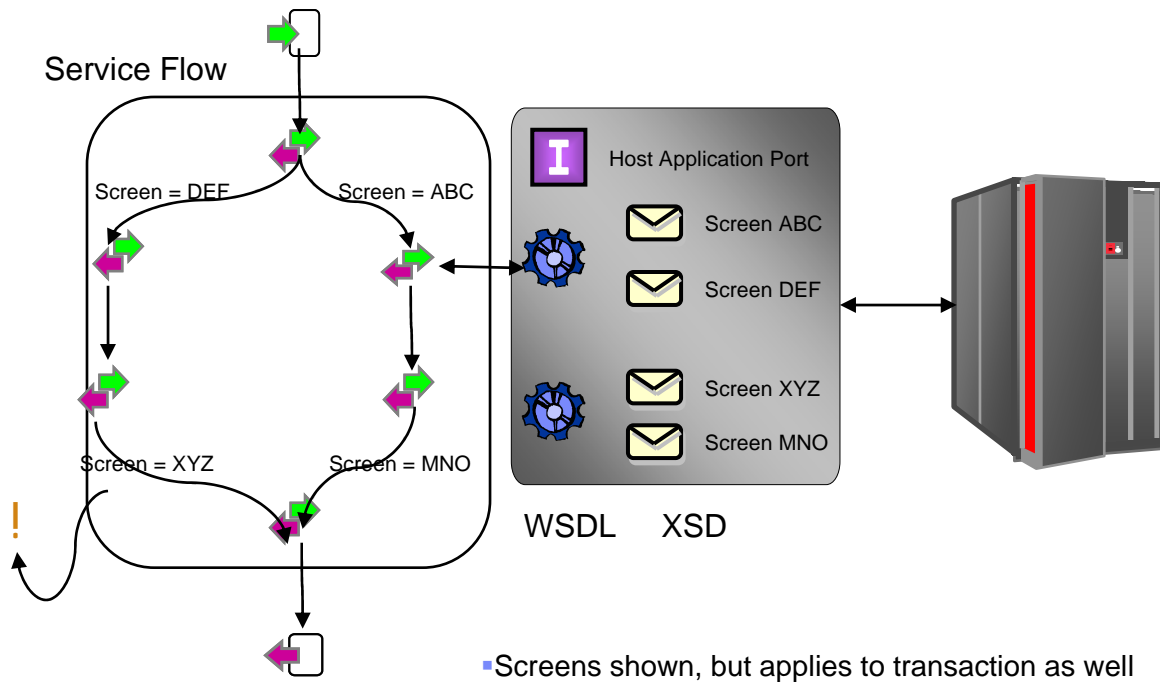 Service Flow
Screen = DEF
Screen = ABC
Screen = XYZ
Screen = MNO
!
I
Host Application Port
Screen ABC
Screen DEF
Screen XYZ
Screen MNO
WSDL XSD
▪Screens shown, but applies to transaction as well